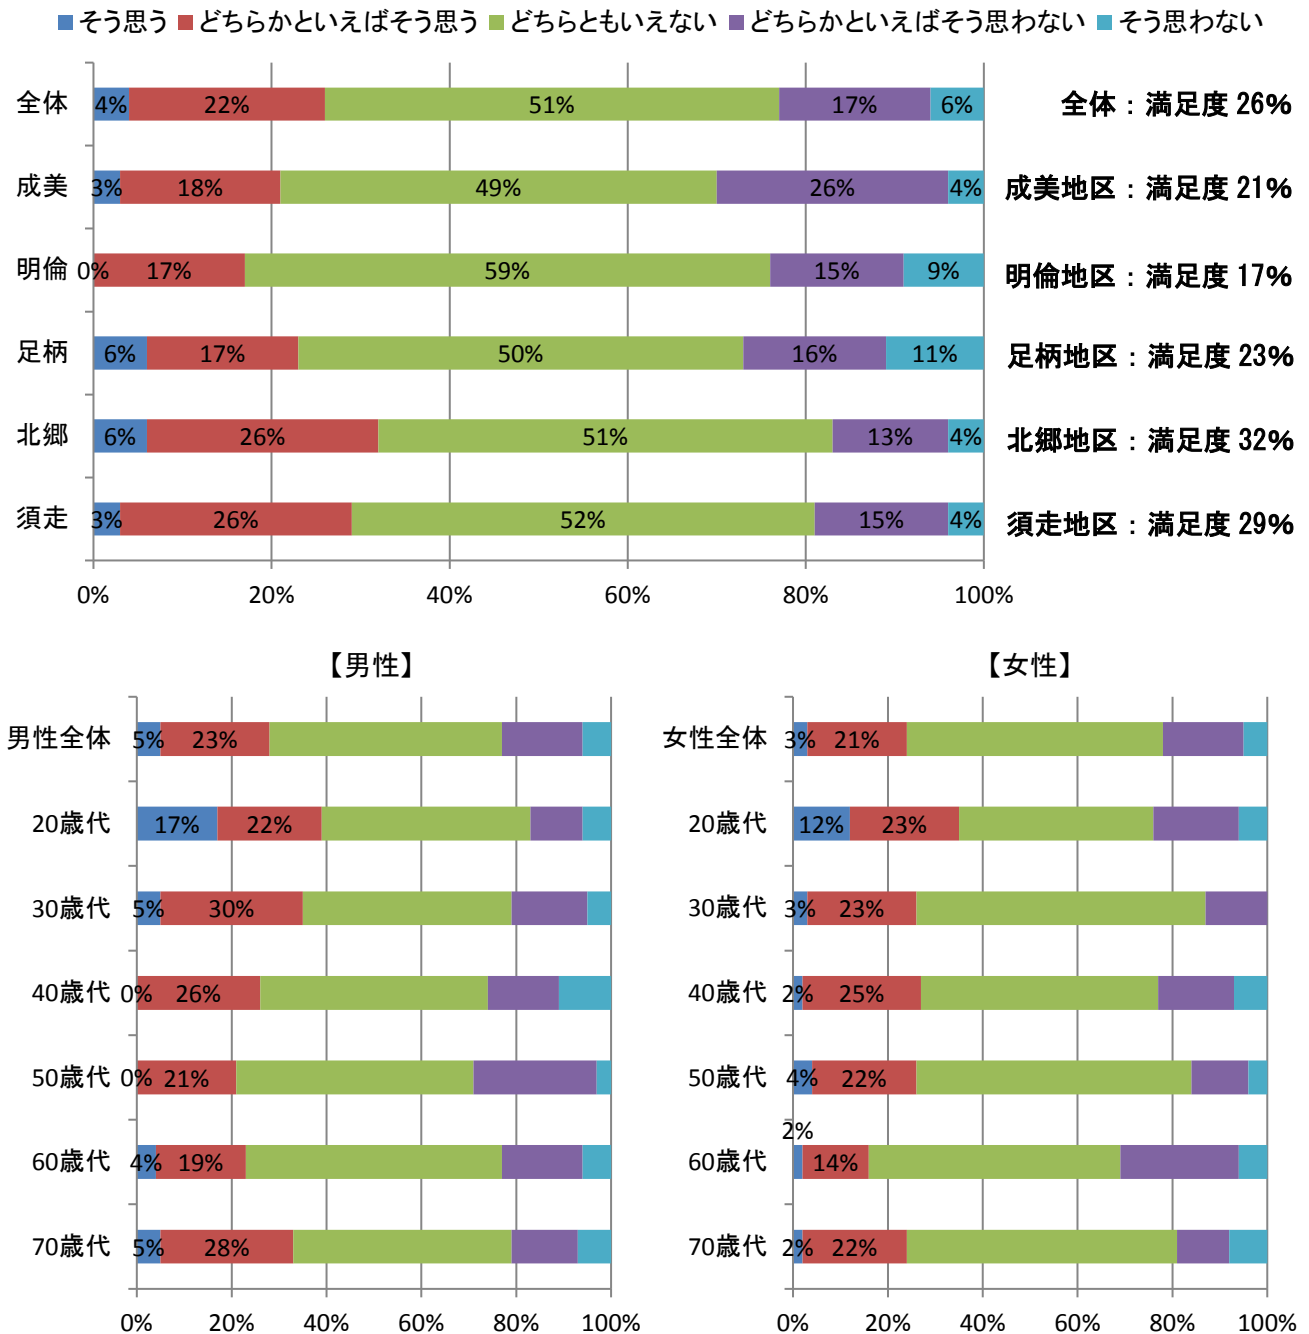 そう思う どちらかといえばそう思う どちらともいえない どちらかといえばそう思わない そう思わない
全体 4% 22% 51% 17% 6% 全体：満足度 26%
成美 3% 18% 49% 26% 4% 成美地区：満足度 21%
明倫 0% 17% 59% 15% 9% 明倫地区：満足度 17%
足柄 6% 17% 50% 16% 11% 足柄地区：満足度 23%
北郷 6% 26% 51% 13% 4% 北郷地区：満足度 32%
須走 3% 26% 52% 15% 4% 須走地区：満足度 29%
0% 20% 40% 60% 80% 100%
【男性】
男性全体 5% 23%
20歳代 17% 22%
30歳代 5% 30%
40歳代 0% 26%
50歳代 0% 21%
60歳代 4% 19%
70歳代 5% 28%
0% 20% 40% 60% 80% 100%
【女性】
女性全体 3% 21%
20歳代 12% 23%
30歳代 3% 23%
40歳代 2% 25%
50歳代 4% 22%
2%
60歳代 14%
70歳代 2% 22%
0% 20% 40% 60% 80% 100%